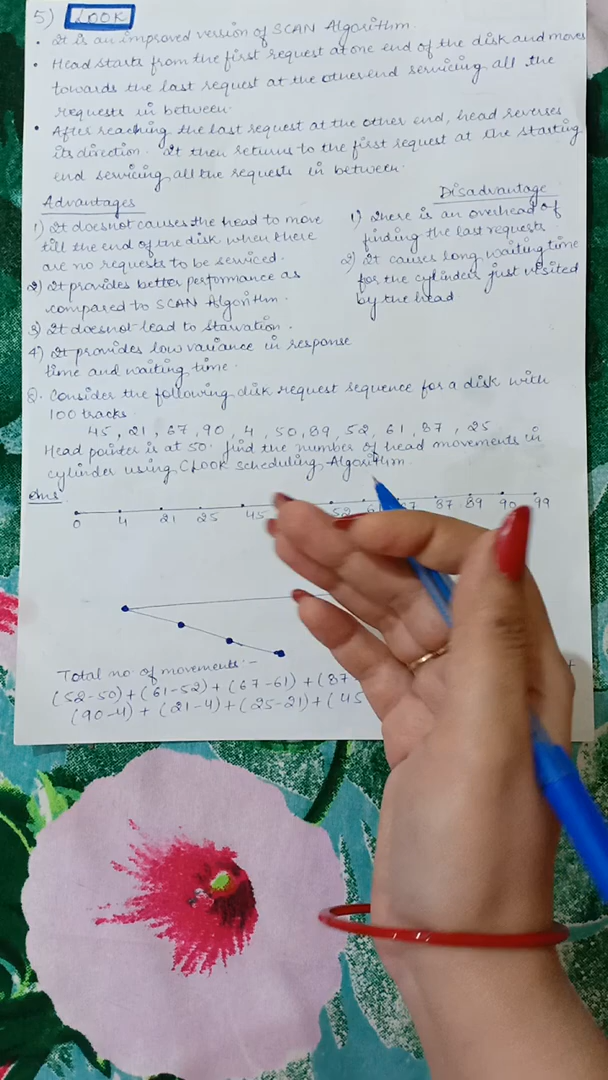 5) LOOK
• It is an improved version of SCAN Algorithm.
• Head starts from the first request at one end of the disk and moves
towards the last request at the other end servicing all the
requests in between.
• After reaching the last request at the other end, head reverses
its direction. It then returns to the first request at the starting
end servicing all the requests in between.
Advantages
1) It doesnot causes the head to move
till the end of the disk when there
are no requests to be serviced.
2) It provides better performance as
compared to SCAN Algorithm.
3) It doesnot lead to starvation.
4) It provides low variance in response
time and waiting time.
Disadvantage
1) There is an overhead of
finding the last requests
2) It causes long waiting time
for the cylinders just visited
by the head
Q. Consider the following disk request sequence for a disk with
100 tracks
45, 21, 67, 90, 4, 50, 89, 52, 61, 87, 25
Head pointer is at 50. find the number of head movements in
cylinder using CLOOK scheduling Algorithm.
Ans
0 4 21 25 45 52 61 67 87 89 90 99
Total no of movements:-
(52-50)+(61-52)+(67-61)+(87
(90-4)+(21-4)+(25-21)+(45